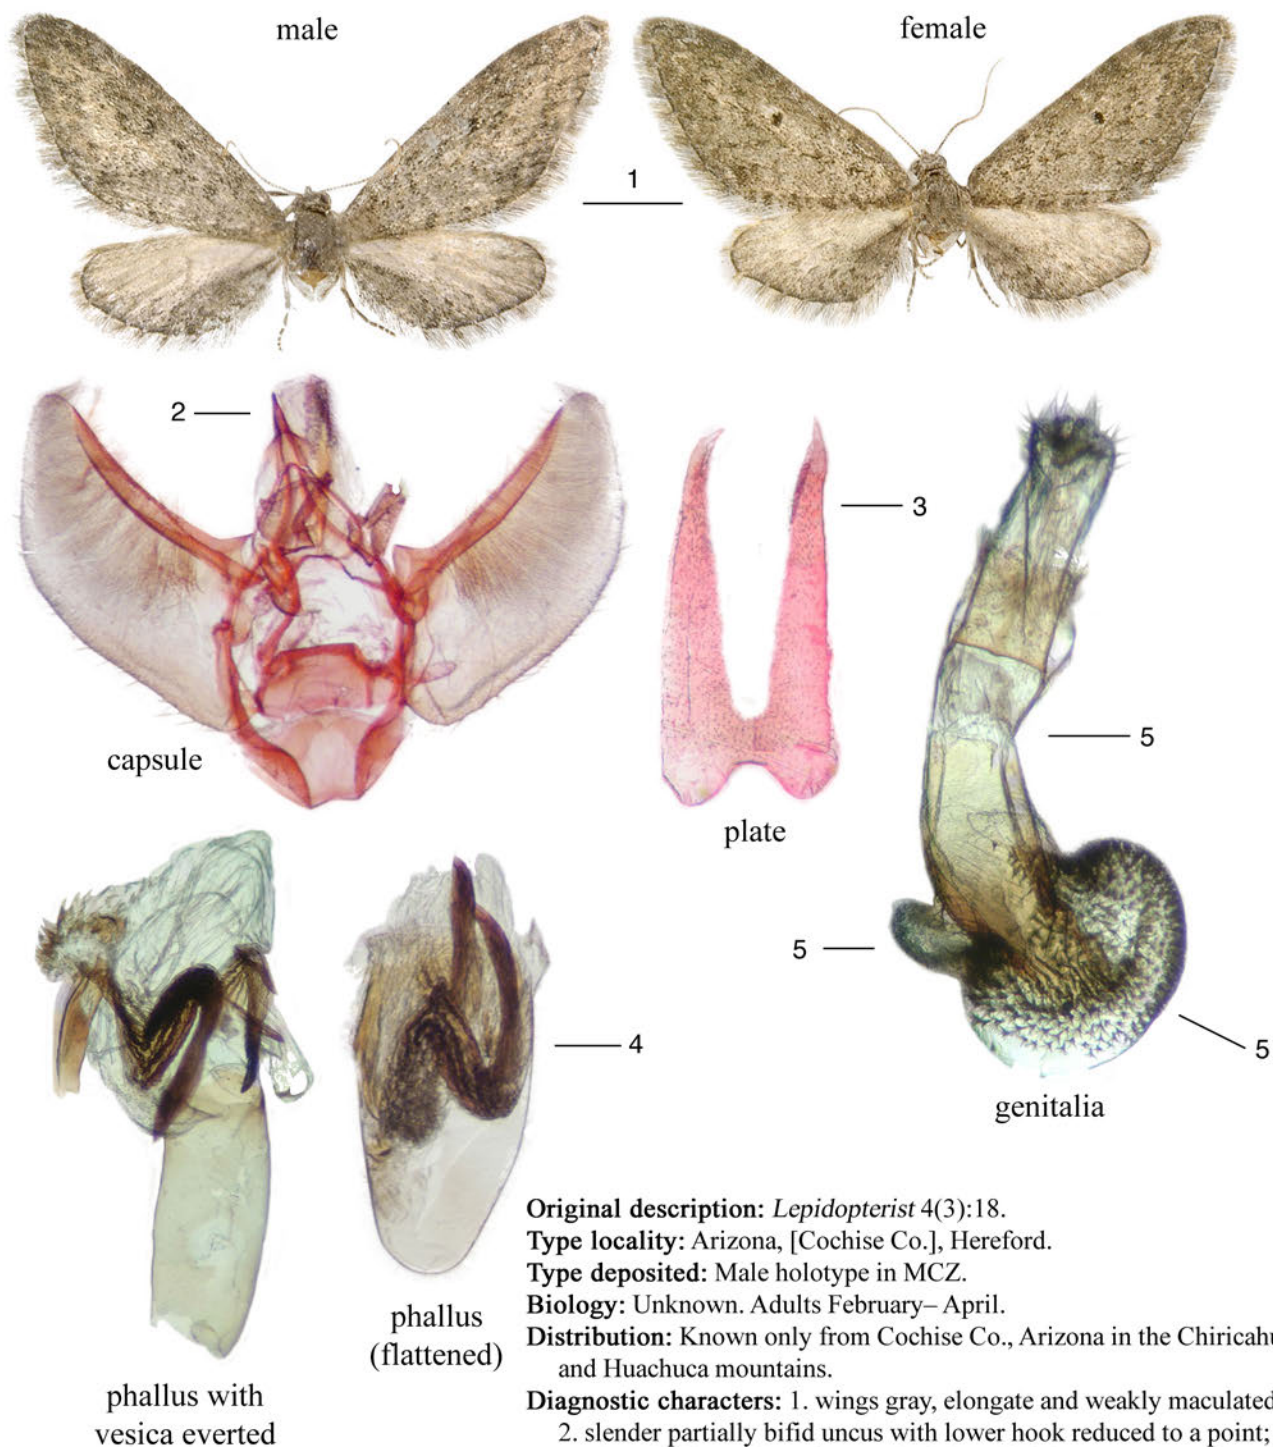 male
female
1
2
3
capsule
plate
5
5
4
5
genitalia
phallus
(flattened)
phallus with
vesica everted
Original description: Lepidopterist 4(3):18.
Type locality: Arizona, [Cochise Co.], Hereford.
Type deposited: Male holotype in MCZ.
Biology: Unknown. Adults February– April.
Distribution: Known only from Cochise Co., Arizona in the
and Huachuca mountains.
Diagnostic characters: 1. wings gray, elongate and weakly maculated
2. slender partially bifid uncus with lower hook reduced to a point;